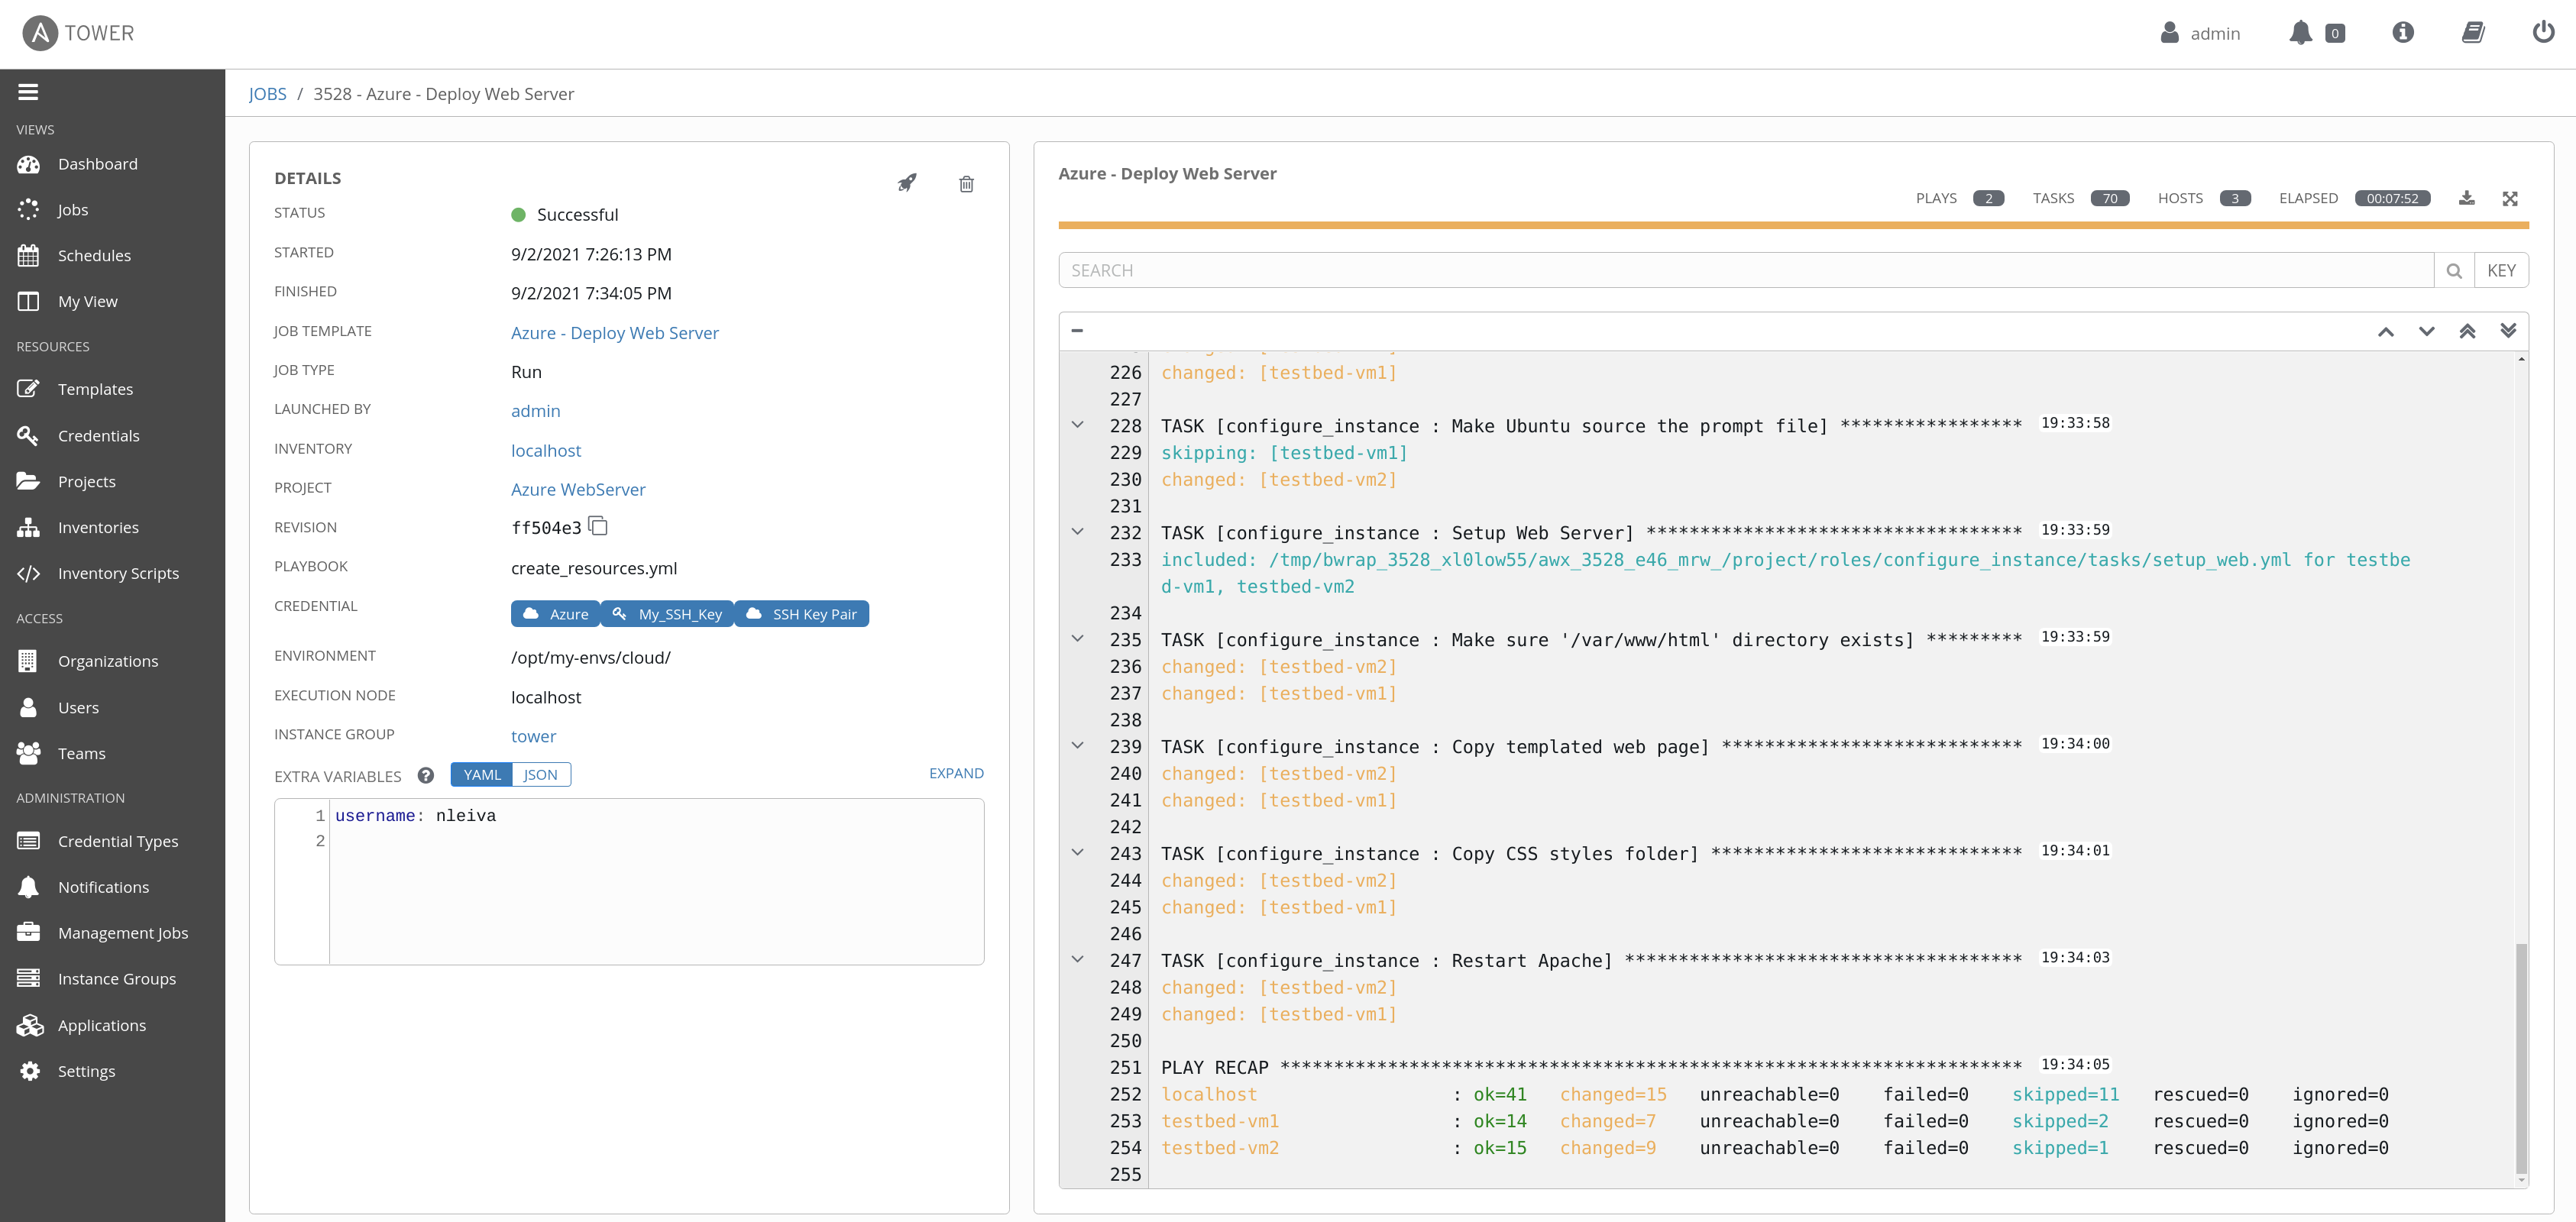 TOWER
admin
0
JOBS / 3528 - Azure - Deploy Web Server
VIEWS
Dashboard
Jobs
Schedules
My View
RESOURCES
Templates
Credentials
Projects
Inventories
Inventory Scripts
ACCESS
Organizations
Users
Teams
ADMINISTRATION
Credential Types
Notifications
Management Jobs
Instance Groups
Applications
Settings
DETAILS
STATUS Successful
STARTED 9/2/2021 7:26:13 PM
FINISHED 9/2/2021 7:34:05 PM
JOB TEMPLATE Azure - Deploy Web Server
JOB TYPE Run
LAUNCHED BY admin
INVENTORY localhost
PROJECT Azure WebServer
REVISION ff504e3
PLAYBOOK create_resources.yml
CREDENTIAL Azure My_SSH_Key SSH Key Pair
ENVIRONMENT /opt/my-envs/cloud/
EXECUTION NODE localhost
INSTANCE GROUP tower
EXTRA VARIABLES ? YAML JSON EXPAND
1 username: nleiva
2
Azure - Deploy Web Server
PLAYS 2 TASKS 70 HOSTS 3 ELAPSED 00:07:52
SEARCH KEY
226 changed: [testbed-vm1]
227
228 TASK [configure_instance : Make Ubuntu source the prompt file] ***************** 19:33:58
229 skipping: [testbed-vm1]
230 changed: [testbed-vm2]
231
232 TASK [configure_instance : Setup Web Server] *********************************** 19:33:59
233 included: /tmp/bwrap_3528_xl0low55/awx_3528_e46_mrw_/project/roles/configure_instance/tasks/setup_web.yml for testbe
d-vm1, testbed-vm2
234
235 TASK [configure_instance : Make sure '/var/www/html' directory exists] ********* 19:33:59
236 changed: [testbed-vm2]
237 changed: [testbed-vm1]
238
239 TASK [configure_instance : Copy templated web page] **************************** 19:34:00
240 changed: [testbed-vm2]
241 changed: [testbed-vm1]
242
243 TASK [configure_instance : Copy CSS styles folder] ***************************** 19:34:01
244 changed: [testbed-vm2]
245 changed: [testbed-vm1]
246
247 TASK [configure_instance : Restart Apache] ************************************* 19:34:03
248 changed: [testbed-vm2]
249 changed: [testbed-vm1]
250
251 PLAY RECAP ********************************************************************* 19:34:05
252 localhost : ok=41 changed=15 unreachable=0 failed=0 skipped=11 rescued=0 ignored=0
253 testbed-vm1 : ok=14 changed=7 unreachable=0 failed=0 skipped=2 rescued=0 ignored=0
254 testbed-vm2 : ok=15 changed=9 unreachable=0 failed=0 skipped=1 rescued=0 ignored=0
255